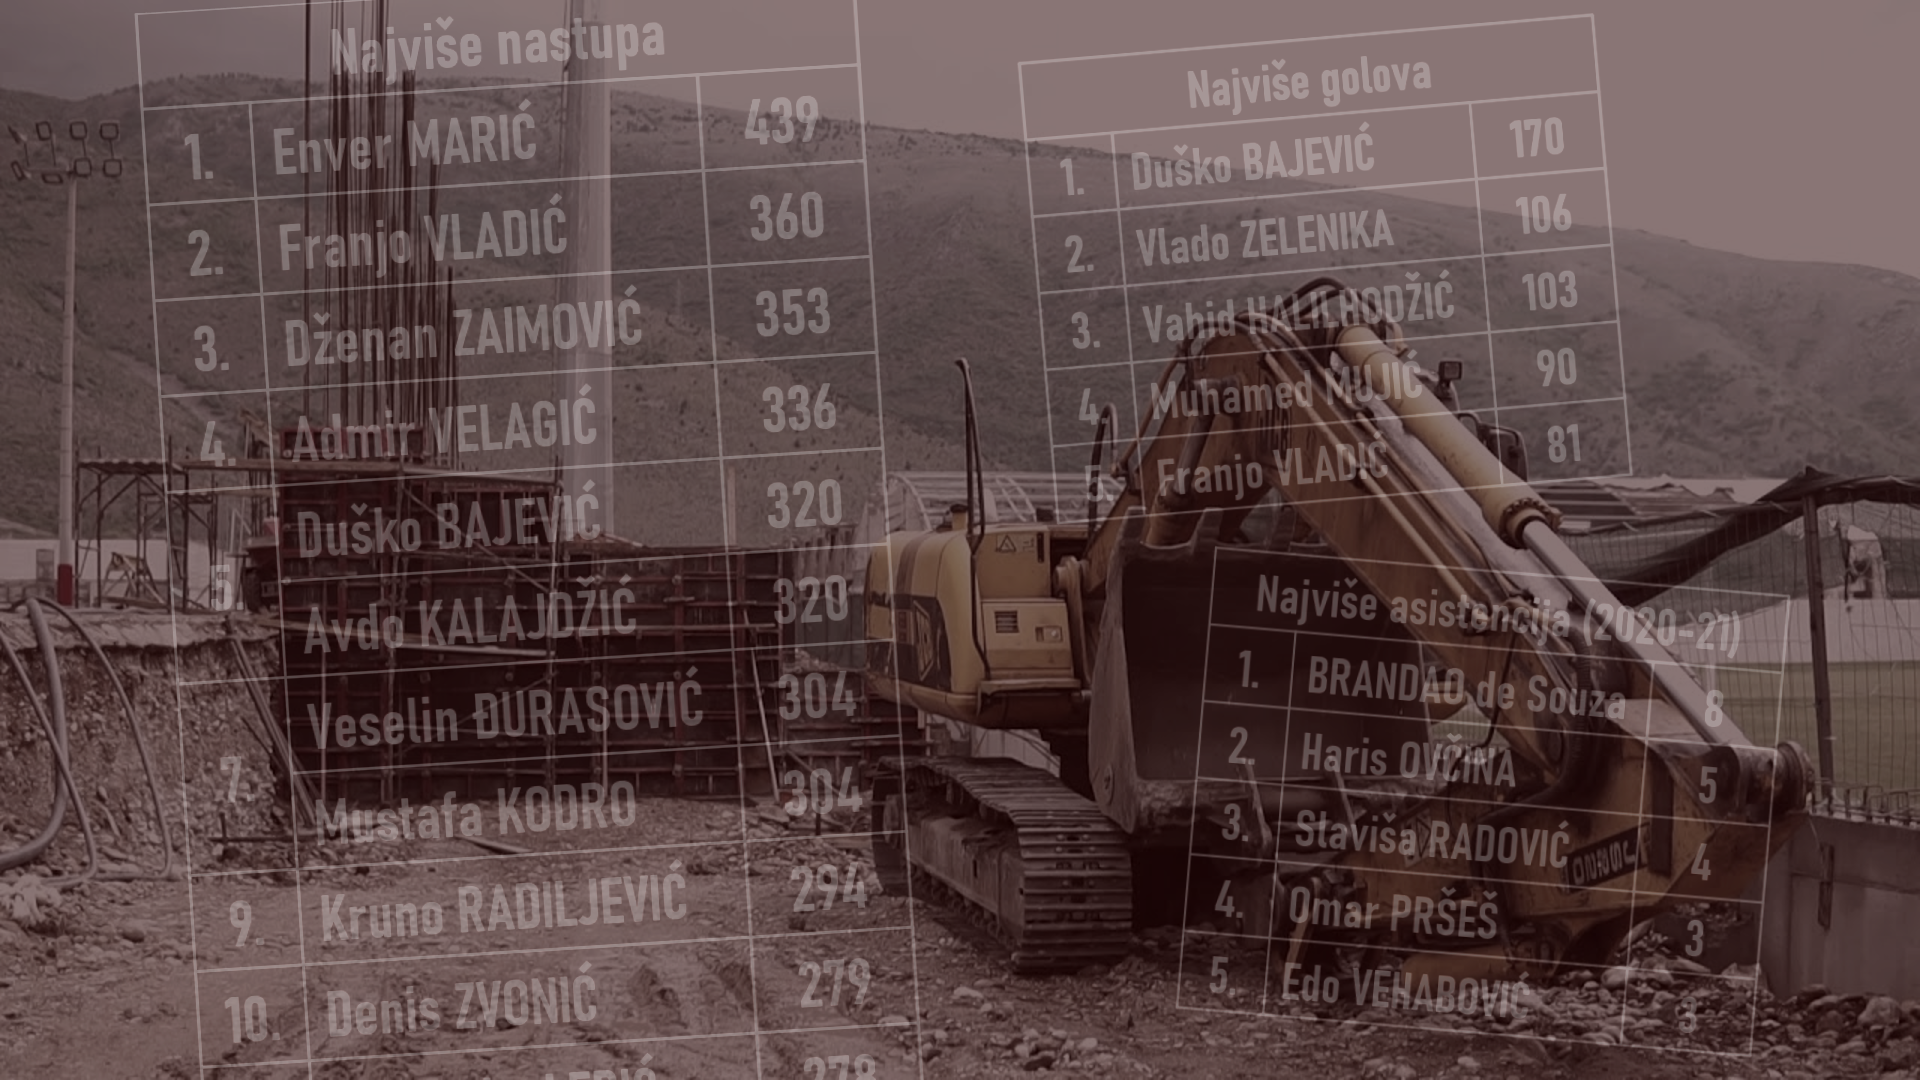 Najviše nastupa
1. Enver MARIĆ 439
2. Franjo VLADIĆ 360
3. Dženan ZAIMOVIĆ 353
4. Admir VELAGIĆ 336
5. Duško BAJEVIĆ 320
Avdo KALAJDŽIĆ 320
7. Veselin ĐURASOVIĆ 304
Mustafa KODRO 304
9. Kruno RADILJEVIĆ 294
10. Denis ZVONIĆ 279
278
Najviše golova
1. Duško BAJEVIĆ 170
2. Vlado ZELENIKA 106
3. Vahid HALILHODŽIĆ 103
4. Muhamed MUJIĆ 90
5. Franjo VLADIĆ 81
Najviše asistencija (2020-21)
1. BRANDAO de Souza 8
2. Haris OVČINA 5
3. Slaviša RADOVIĆ 4
4. Omar PRŠEŠ 3
5. Edo VEHABOVIĆ 3